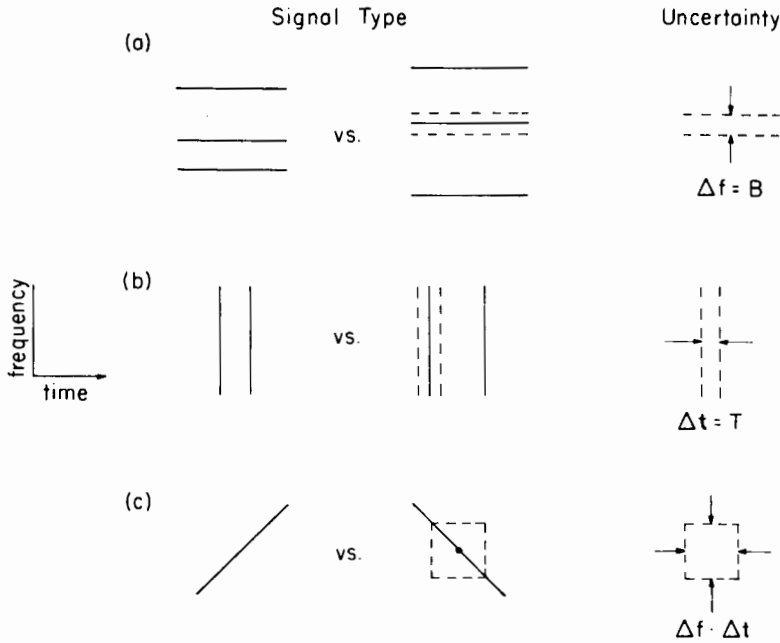 Signal Type Uncertainty
(a)
vs.
Δf = B
(b)
frequency
time
vs.
Δt = T
(c)
vs.
Δf · Δt